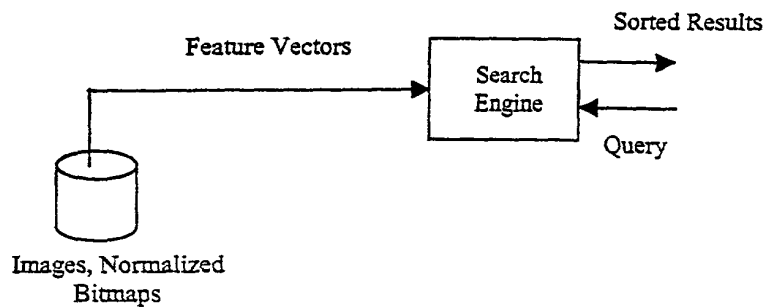 Sorted Results
Feature Vectors
Search
Engine
Query
Images, Normalized
Bitmaps